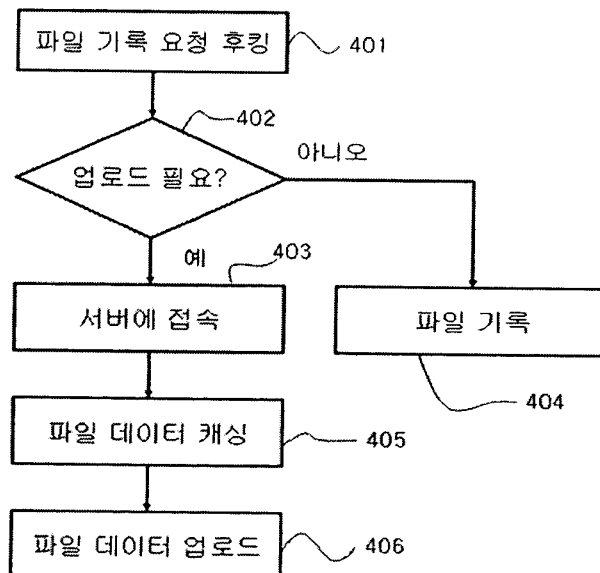 파일 기록 요청 후킹
401
402
업로드 필요?
아니오
예
403
서버에 접속
파일 기록
404
파일 데이터 캐싱
405
파일 데이터 업로드
406